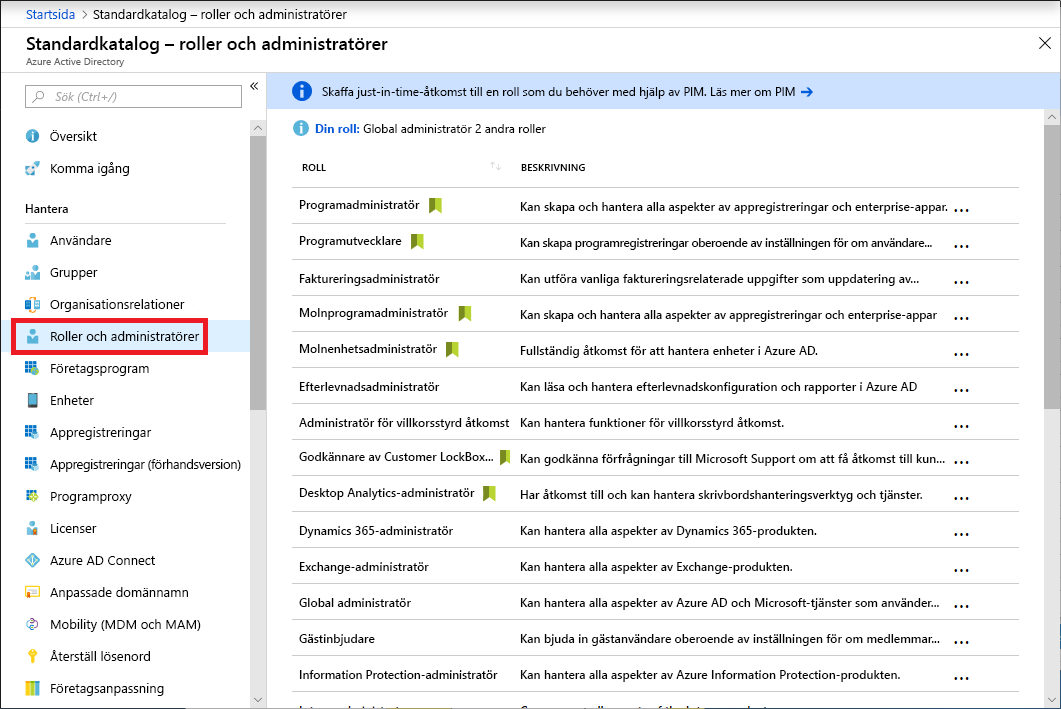 Startsida > Standardkatalog – roller och administratörer
Standardkatalog – roller och administratörer
Azure Active Directory
Sök (Ctrl+/)
Översikt
Komma igång
Hantera
Användare
Grupper
Organisationsrelationer
Roller och administratörer
Företagsprogram
Enheter
Appregistreringar
Appregistreringar (förhandsversion)
Programproxy
Licenser
Azure AD Connect
Anpassade domännamn
Mobility (MDM och MAM)
Återställ lösenord
Företagsanpassning
Skaffa just-in-time-åtkomst till en roll som du behöver med hjälp av PIM. Läs mer om PIM →
Din roll: Global administratör 2 andra roller
ROLL BESKRIVNING
Programadministratör Kan skapa och hantera alla aspekter av appregistreringar och enterprise-appar. ...
Programutvecklare Kan skapa programregistreringar oberoende av inställningen för om användare... ...
Faktureringsadministratör Kan utföra vanliga faktureringsrelaterade uppgifter som uppdatering av... ...
Molnprogramadministratör Kan skapa och hantera alla aspekter av appregistreringar och enterprise-appar ...
Molnenhetsadministratör Fullständig åtkomst för att hantera enheter i Azure AD. ...
Efterlevnadsadministratör Kan läsa och hantera efterlevnadskonfiguration och rapporter i Azure AD ...
Administratör för villkorsstyrd åtkomst Kan hantera funktioner för villkorsstyrd åtkomst. ...
Godkännare av Customer LockBox... Kan godkänna förfrågningar till Microsoft Support om att få åtkomst till kun... ...
Desktop Analytics-administratör Har åtkomst till och kan hantera skrivbordshanteringsverktyg och tjänster. ...
Dynamics 365-administratör Kan hantera alla aspekter av Dynamics 365-produkten. ...
Exchange-administratör Kan hantera alla aspekter av Exchange-produkten. ...
Global administratör Kan hantera alla aspekter av Azure AD och Microsoft-tjänster som använder... ...
Gästinbjudare Kan bjuda in gästanvändare oberoende av inställningen för om medlemmar... ...
Information Protection-administratör Kan hantera alla aspekter av Azure Information Protection-produkten. ...